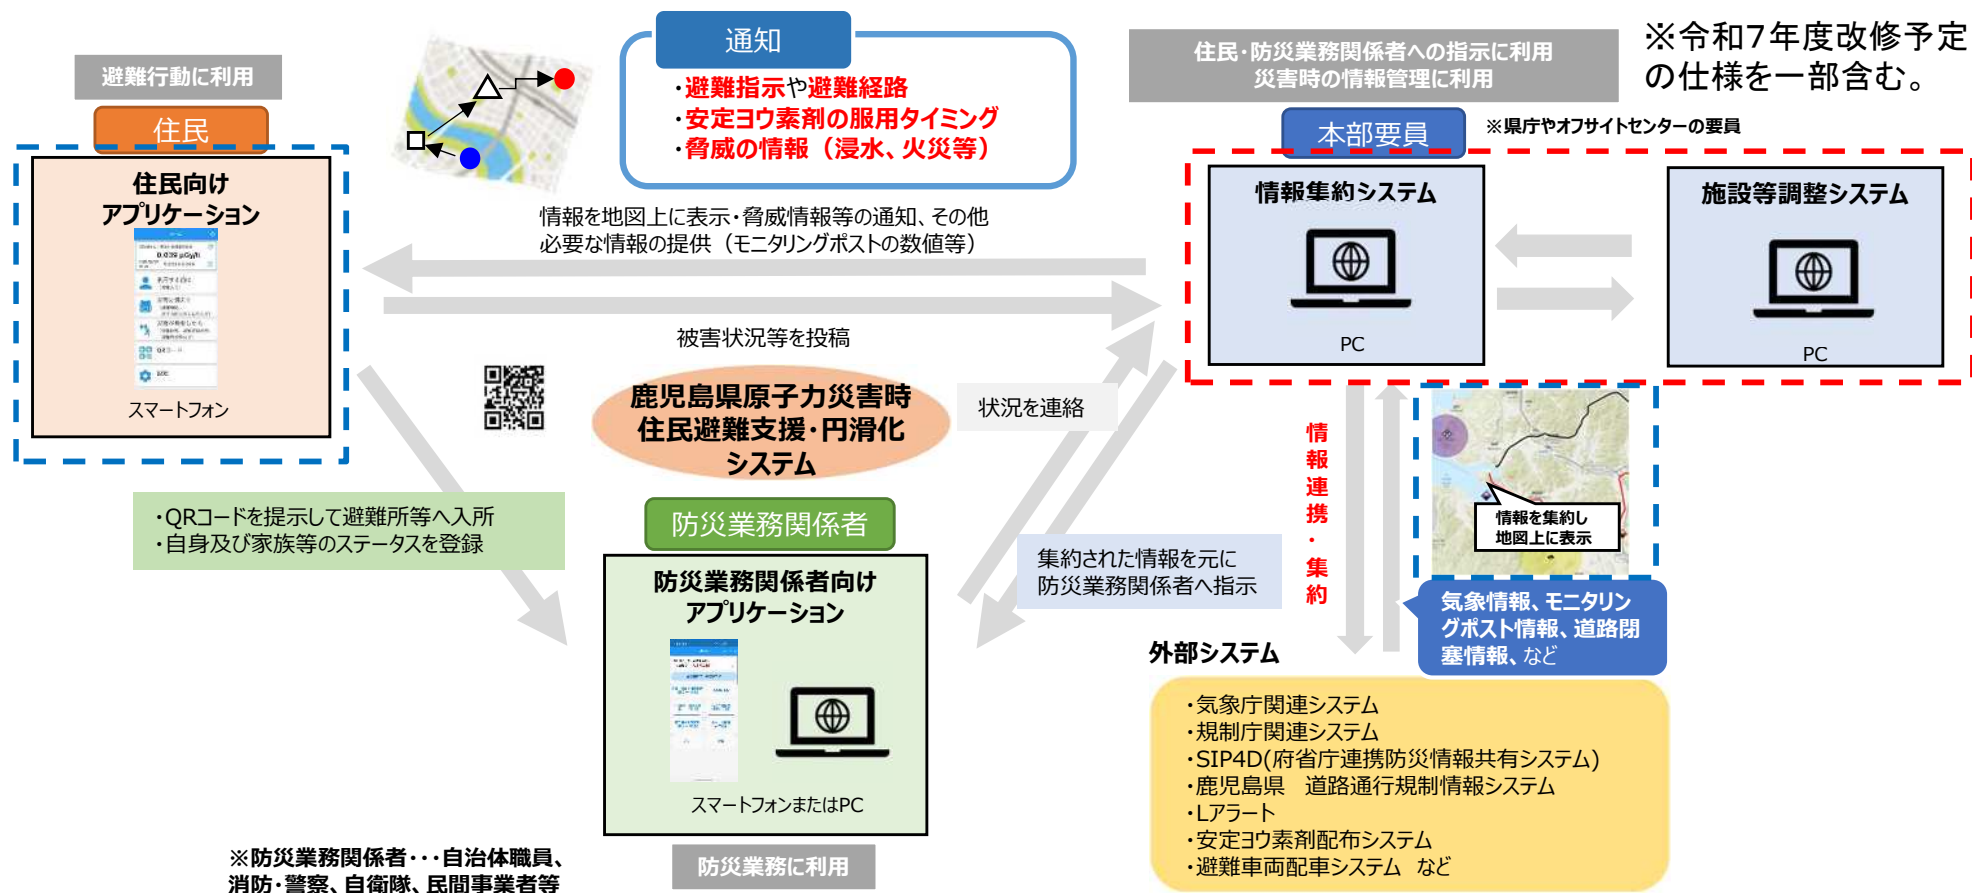 避難行動に利用
住民
住民向け
アプリケーション
スマートフォン
通知
・避難指示や避難経路
・安定ヨウ素剤の服用タイミング
・脅威の情報（浸水、火災等）
情報を地図上に表示・脅威情報等の通知、その他
必要な情報の提供（モニタリングポストの数値等）
被害状況等を投稿
住民・防災業務関係者への指示に利用
災害時の情報管理に利用
※令和7年度改修予定
の仕様を一部含む。
本部要員
※県庁やオフサイトセンターの要員
情報集約システム
PC
施設等調整システム
PC
鹿児島県原子力災害時
住民避難支援・円滑化
システム
状況を連絡
・QRコードを提示して避難所等へ入所
・自身及び家族等のステータスを登録
防災業務関係者
防災業務関係者向け
アプリケーション
スマートフォンまたはPC
防災業務に利用
※防災業務関係者・・・自治体職員、
消防・警察、自衛隊、民間事業者等
集約された情報を元に
防災業務関係者へ指示
情報連携・集約
情報を集約し
地図上に表示
気象情報、モニタリン
グポスト情報、道路閉
塞情報、など
外部システム
・気象庁関連システム
・規制庁関連システム
・SIP4D(府省庁連携防災情報共有システム)
・鹿児島県　道路通行規制情報システム
・Lアラート
・安定ヨウ素剤配布システム
・避難車両配車システム など